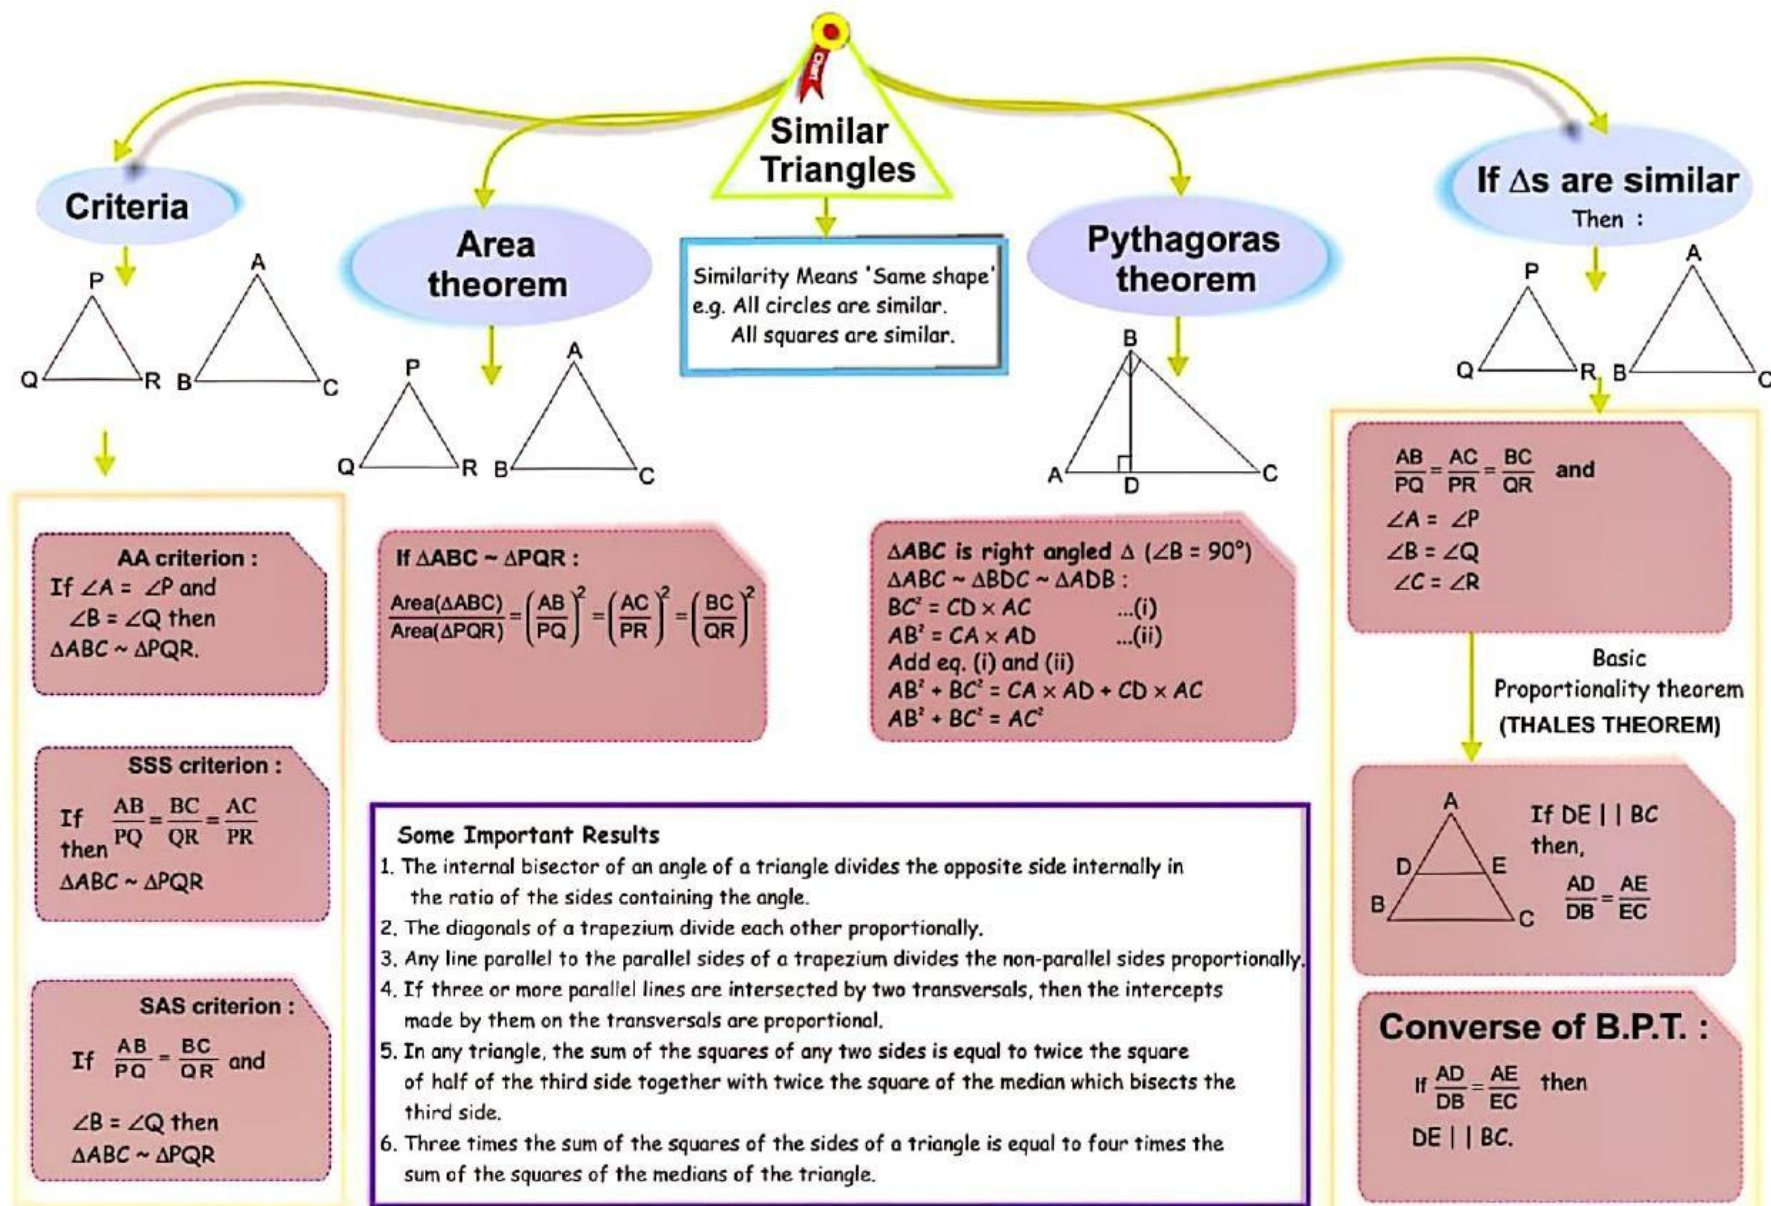 Chart
Similar
Triangles
Similarity Means 'Same shape'
e.g. All circles are similar.
All squares are similar.
Criteria
P
Q
R
A
B
C
AA criterion :
If ∠A = ∠P and
∠B = ∠Q then
ΔABC ~ ΔPQR.
SSS criterion :
If AB/PQ = BC/QR = AC/PR
then
ΔABC ~ ΔPQR
SAS criterion :
If AB/PQ = BC/QR and
∠B = ∠Q then
ΔABC ~ ΔPQR
Area
theorem
P
Q
R
A
B
C
If ΔABC ~ ΔPQR :
Area(ΔABC)/Area(ΔPQR) = (AB/PQ)² = (AC/PR)² = (BC/QR)²
Pythagoras
theorem
B
A
D
C
ΔABC is right angled Δ (∠B = 90°)
ΔABC ~ ΔBDC ~ ΔADB :
BC² = CD × AC ...(i)
AB² = CA × AD ...(ii)
Add eq. (i) and (ii)
AB² + BC² = CA × AD + CD × AC
AB² + BC² = AC²
If Δs are similar
Then :
P
Q
R
A
B
C
AB/PQ = AC/PR = BC/QR and
∠A = ∠P
∠B = ∠Q
∠C = ∠R
Basic
Proportionality theorem
(THALES THEOREM)
A
D
E
B
C
If DE || BC
then,
AD/DB = AE/EC
Converse of B.P.T. :
If AD/DB = AE/EC then
DE || BC.
Some Important Results
1. The internal bisector of an angle of a triangle divides the opposite side internally in
the ratio of the sides containing the angle.
2. The diagonals of a trapezium divide each other proportionally.
3. Any line parallel to the parallel sides of a trapezium divides the non-parallel sides proportionally.
4. If three or more parallel lines are intersected by two transversals, then the intercepts
made by them on the transversals are proportional.
5. In any triangle, the sum of the squares of any two sides is equal to twice the square
of half of the third side together with twice the square of the median which bisects the
third side.
6. Three times the sum of the squares of the sides of a triangle is equal to four times the
sum of the squares of the medians of the triangle.